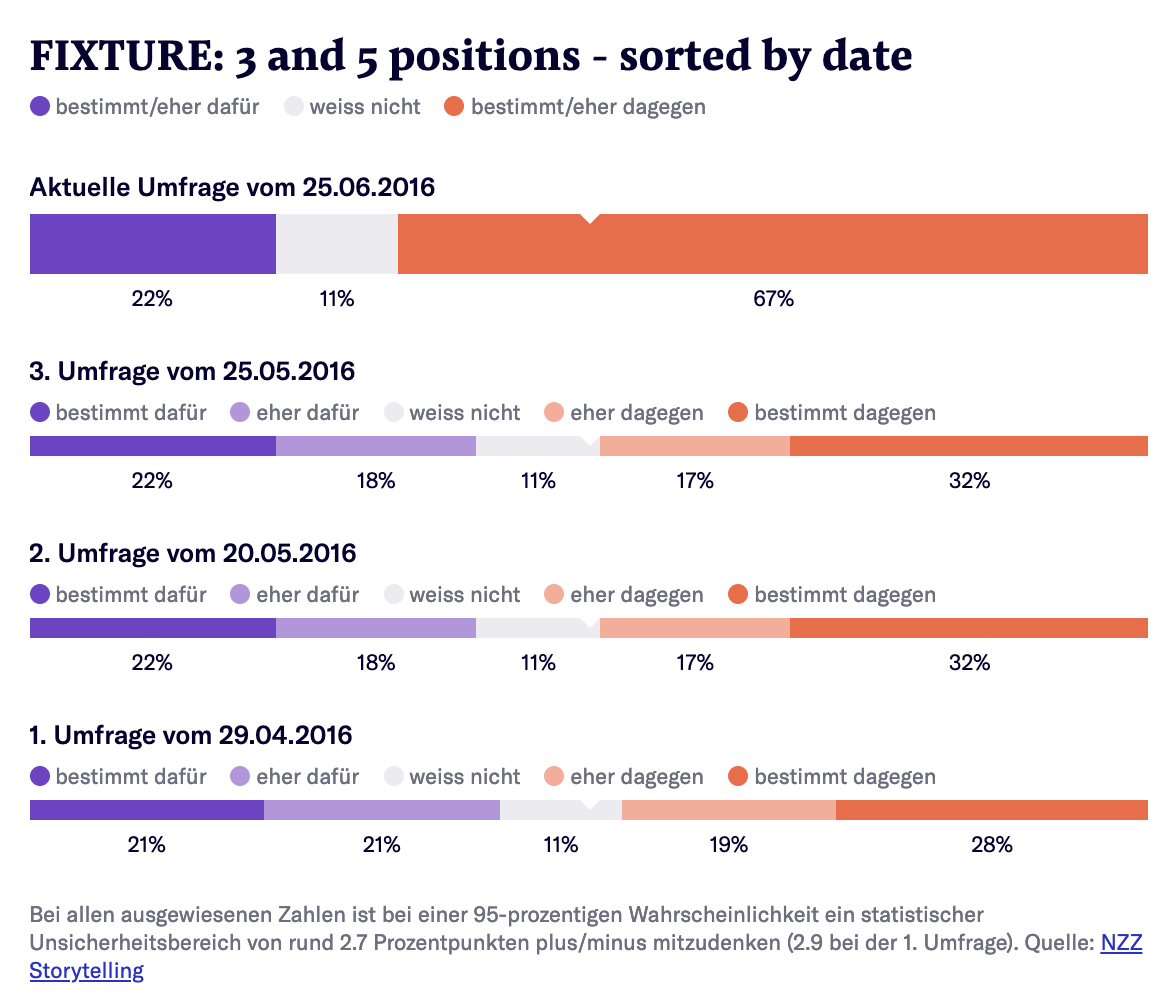 FIXTURE: 3 and 5 positions - sorted by date
bestimmt/eher dafür weiss nicht bestimmt/eher dagegen
Aktuelle Umfrage vom 25.06.2016
22% 11% 67%
3. Umfrage vom 25.05.2016
bestimmt dafür eher dafür weiss nicht eher dagegen bestimmt dagegen
22% 18% 11% 17% 32%
2. Umfrage vom 20.05.2016
bestimmt dafür eher dafür weiss nicht eher dagegen bestimmt dagegen
22% 18% 11% 17% 32%
1. Umfrage vom 29.04.2016
bestimmt dafür eher dafür weiss nicht eher dagegen bestimmt dagegen
21% 21% 11% 19% 28%
Bei allen ausgewiesenen Zahlen ist bei einer 95-prozentigen Wahrscheinlichkeit ein statistischer
Unsicherheitsbereich von rund 2.7 Prozentpunkten plus/minus mitzudenken (2.9 bei der 1. Umfrage). Quelle: NZZ
Storytelling